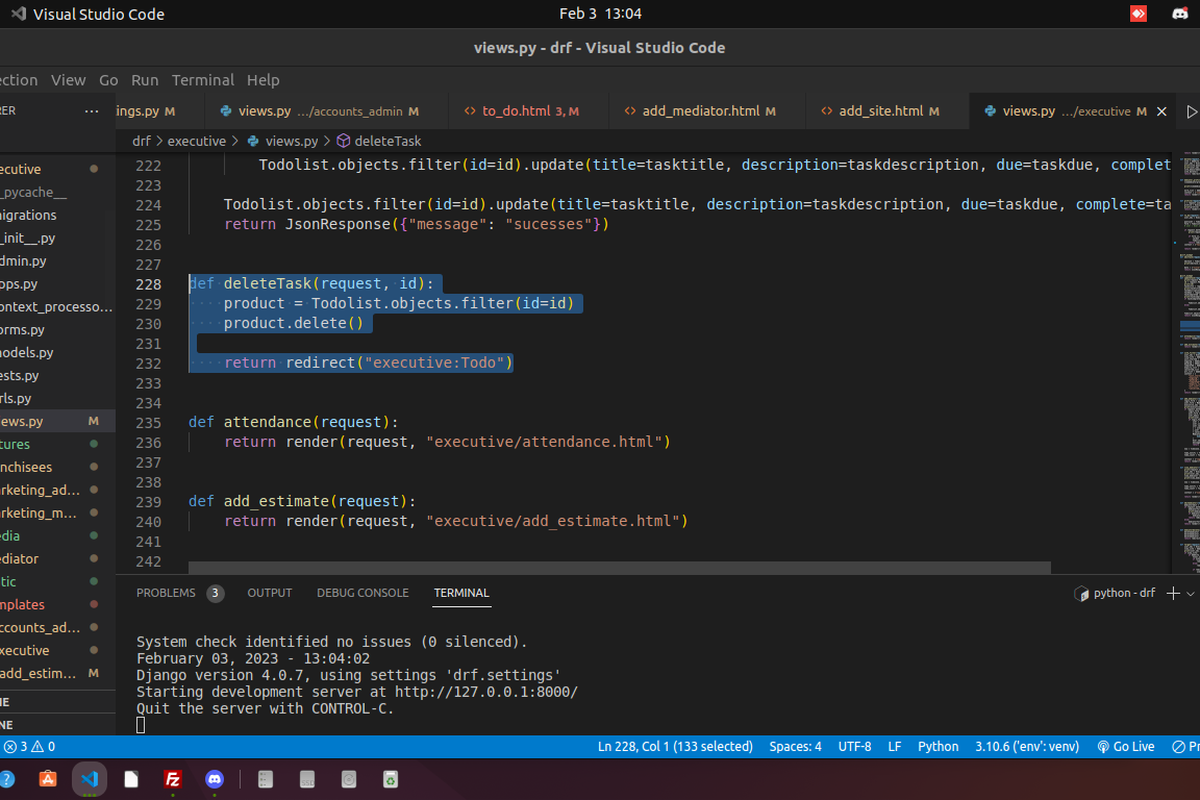 Visual Studio Code
Feb 3 13:04
views.py - drf - Visual Studio Code
ection View Go Run Terminal Help
RER ...
ings.py M
views.py .../accounts_admin M
to_do.html 3, M
add_mediator.html M
add_site.html M
views.py .../executive M
drf > executive > views.py > deleteTask
ecutive
_pycache__
nigrations
_init__.py
dmin.py
pps.py
ontext_processo...
orms.py
nodels.py
ests.py
rls.py
ews.py M
tures
nchisees
arketing_ad...
arketing_m...
edia
ediator
tic
mplates
ccounts_ad...
xecutive
add_estim... M
NE
NE
222 Todolist.objects.filter(id=id).update(title=tasktitle, description=taskdescription, due=taskdue, complet
223
224 Todolist.objects.filter(id=id).update(title=tasktitle, description=taskdescription, due=taskdue, complete=ta
225 return JsonResponse({"message": "sucesses"})
226
227
228 def deleteTask(request, id):
229 product = Todolist.objects.filter(id=id)
230 product.delete()
231
232 return redirect("executive:Todo")
233
234
235 def attendance(request):
236 return render(request, "executive/attendance.html")
237
238
239 def add_estimate(request):
240 return render(request, "executive/add_estimate.html")
241
242
PROBLEMS 3 OUTPUT DEBUG CONSOLE TERMINAL
python - drf
System check identified no issues (0 silenced).
February 03, 2023 - 13:04:02
Django version 4.0.7, using settings 'drf.settings'
Starting development server at http://127.0.0.1:8000/
Quit the server with CONTROL-C.
3 0
Ln 228, Col 1 (133 selected) Spaces: 4 UTF-8 LF Python 3.10.6 ('env': venv) Go Live Pr